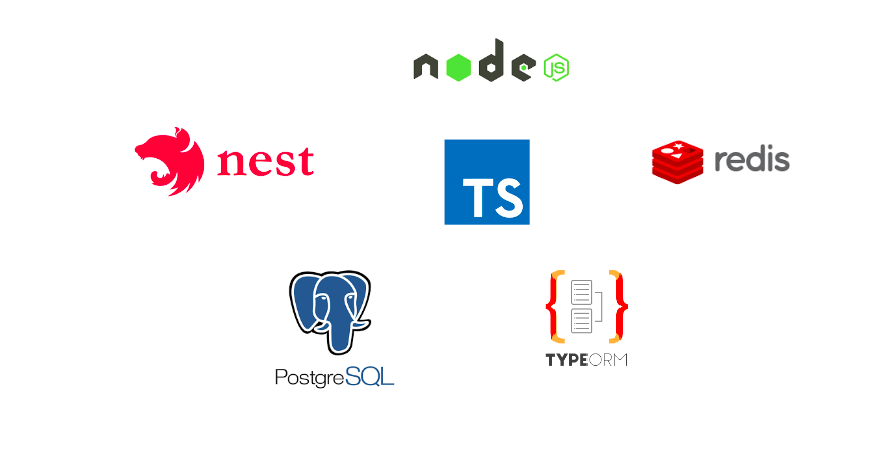 node JS
nest
TS
redis
PostgreSQL
TYPEORM